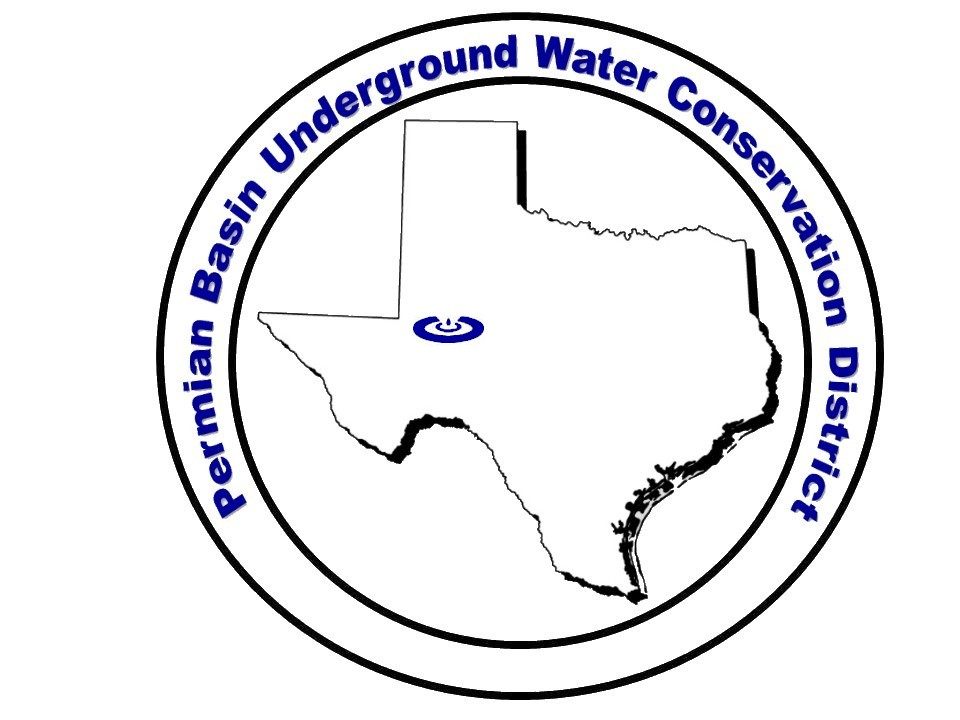 Permian Basin Underground Water Conservation District